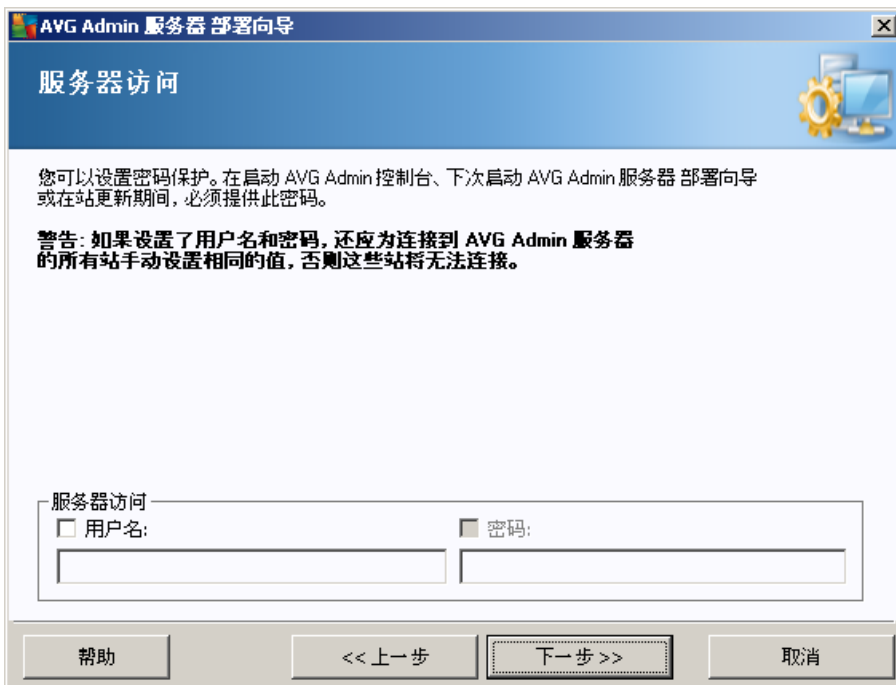 AVG Admin 服务器 部署向导
服务器访问
您可以设置密码保护。在启动 AVG Admin 控制台、下次启动 AVG Admin 服务器 部署向导
或在站更新期间, 必须提供此密码。
警告: 如果设置了用户名和密码, 还应为连接到 AVG Admin 服务器
的所有站手动设置相同的值, 否则这些站将无法连接。
服务器访问
用户名: 密码:
帮助 << 上一步 下一步 >> 取消